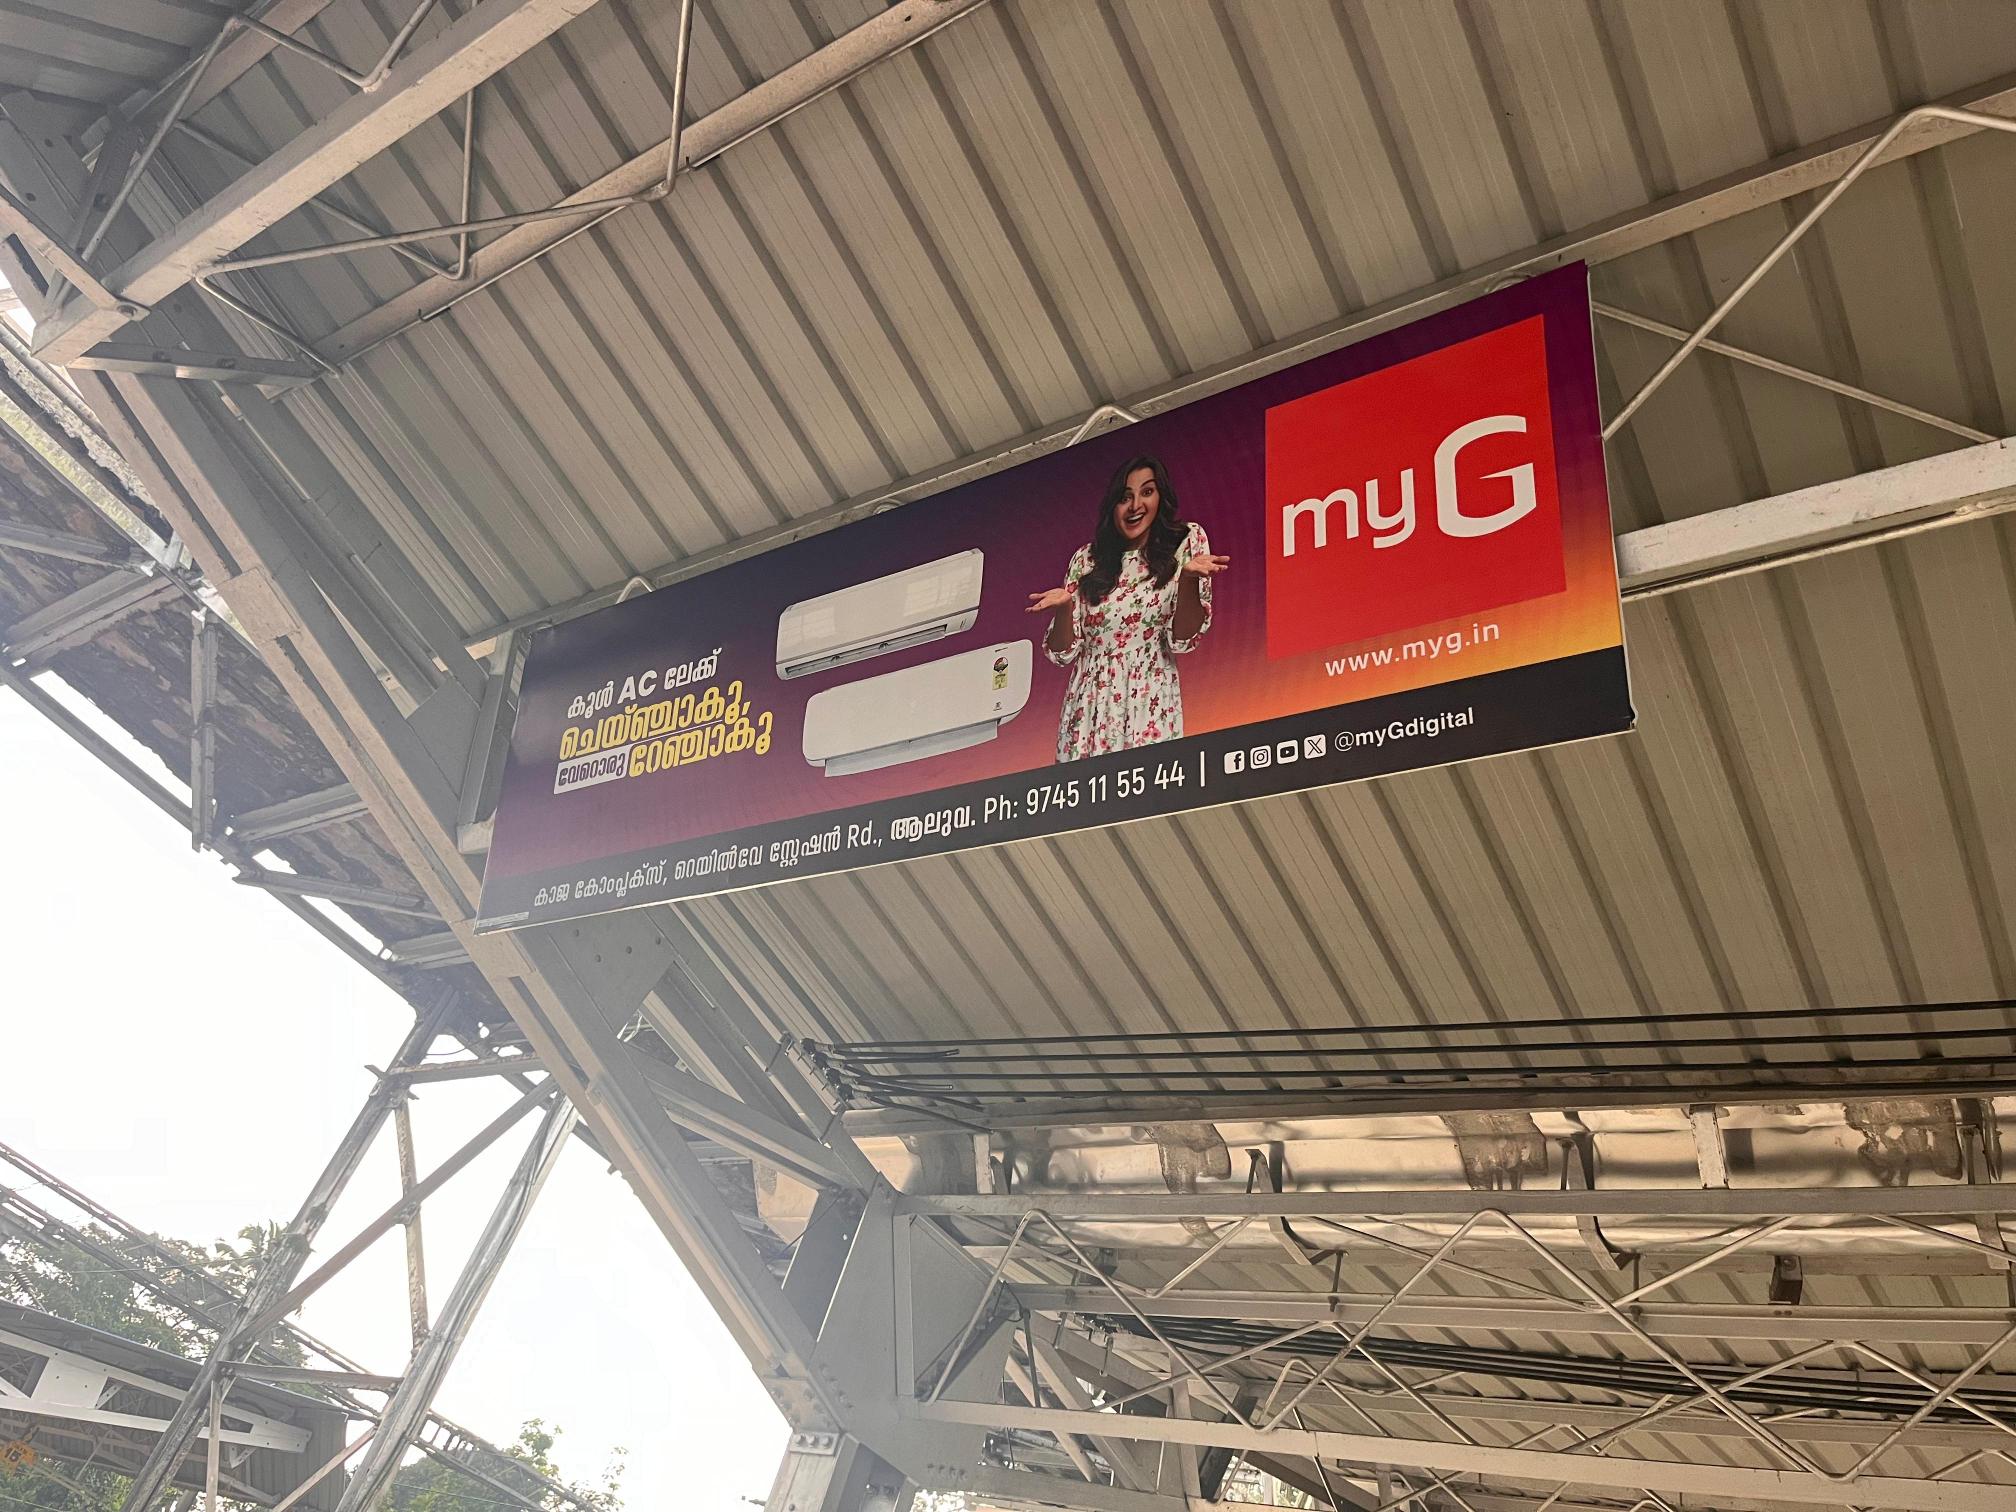 കൂൾ AC ലേക്ക്
ചെയ്ഞ്ചാകൂ,
വേറൊരു റേഞ്ചാകൂ
my G
www.myg.in
കാജ കോംപ്ലക്സ്, റെയിൽവേ സ്റ്റേഷൻ Rd., ആലുവ. Ph: 9745 11 55 44 | @myGdigital